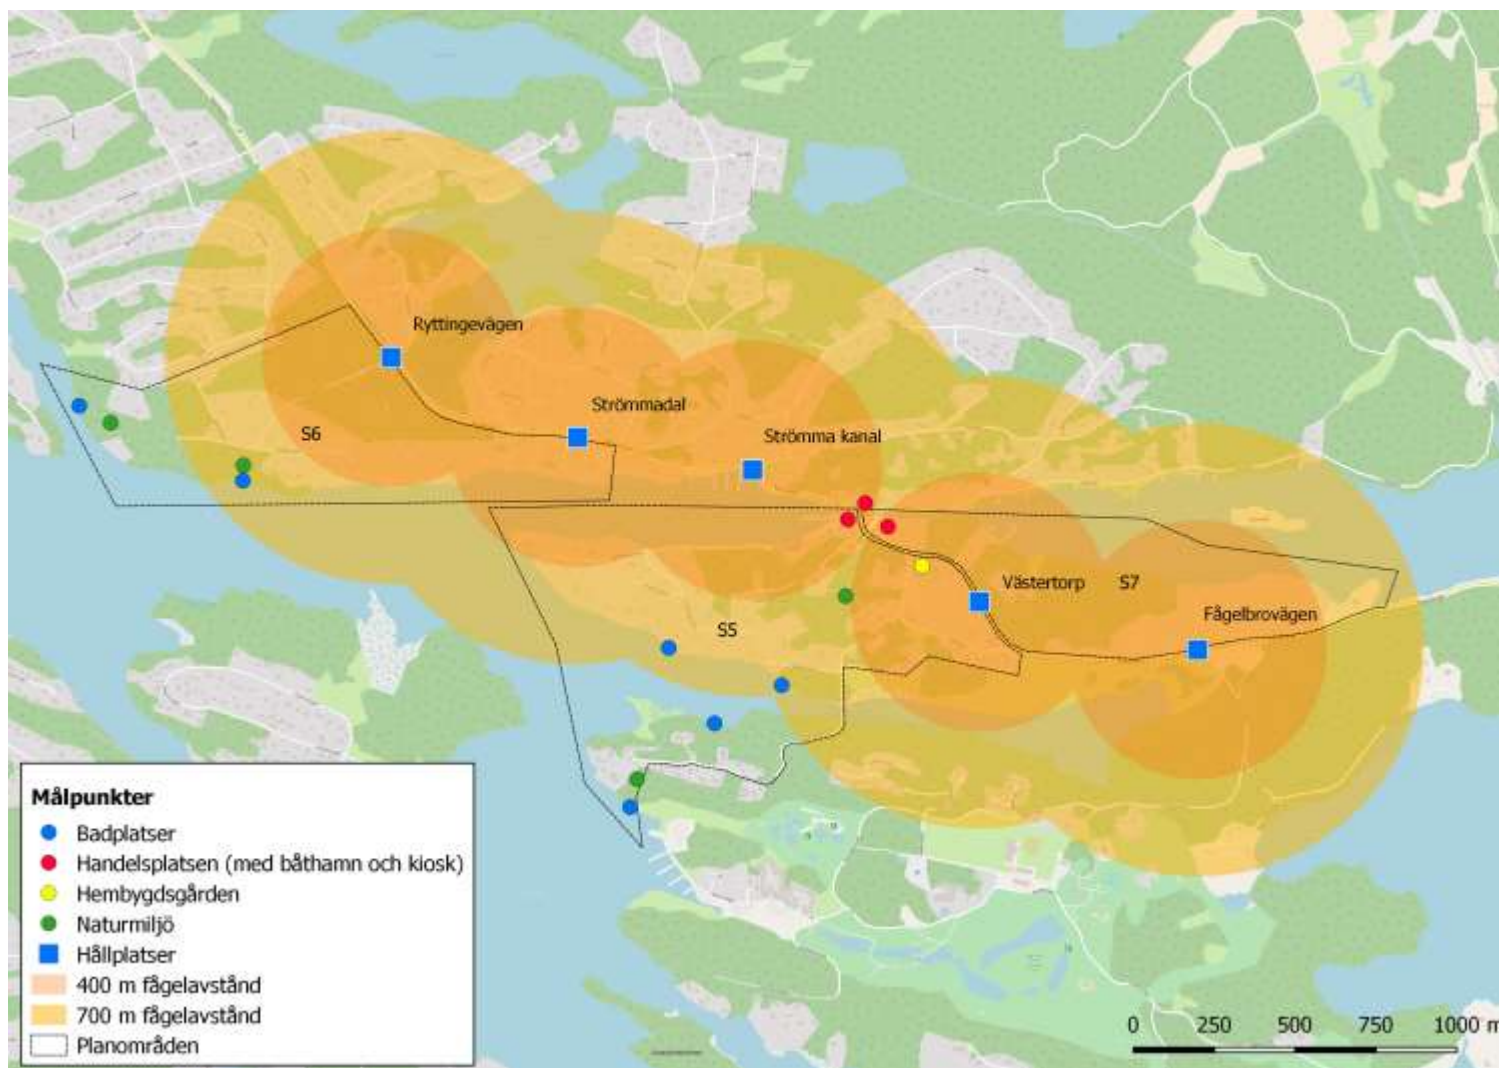 Ryttingevägen
Strömmadal
S6
Strömma kanal
Västertorp
S7
Fågelbrovägen
S5
Målpunkter
Badplatser
Handelsplatsen (med båthamn och kiosk)
Hembygdsgården
Naturmiljö
Hållplatser
400 m fågelavstånd
700 m fågelavstånd
Planområden
0 250 500 750 1000 m